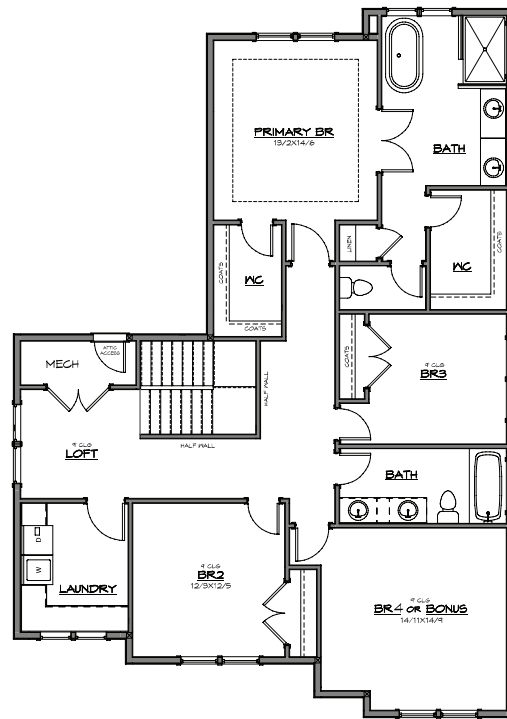 PRIMARY BR
13/2X14/6
BATH
LINEN
COATS
WC
COATS
COATS
WC
ATTIC
ACCESS
MECH
HALF WALL
HALF WALL
COATS
9' CLG
BR3
9' CLG
LOFT
BATH
D
W
LAUNDRY
9' CLG
BR2
12/3X12/5
9' CLG
BR4 OR BONUS
14/11X14/9